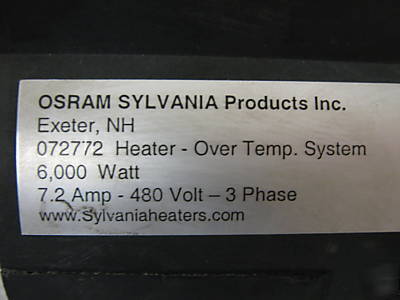 OSRAM SYLVANIA Products Inc.
Exeter, NH
072772 Heater - Over Temp. System
6,000 Watt
7.2 Amp - 480 Volt – 3 Phase
www.Sylvaniaheaters.com